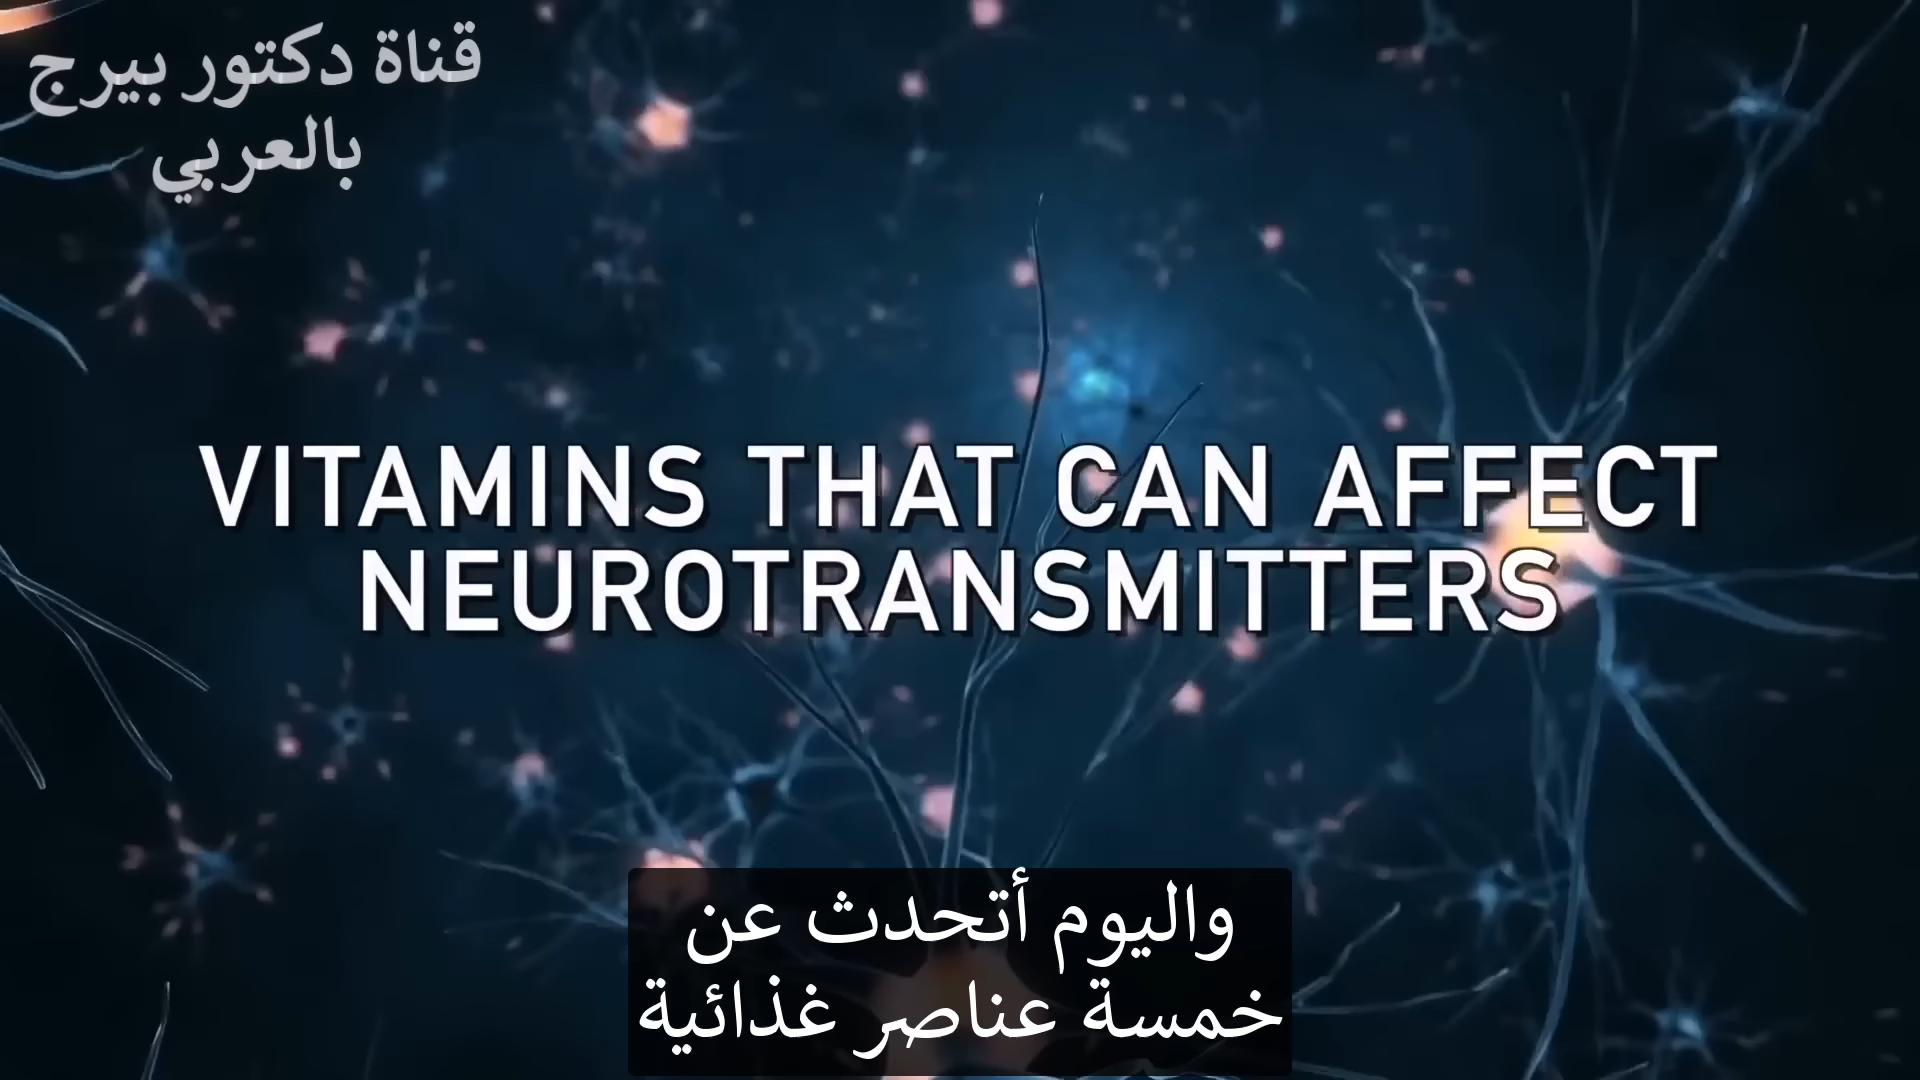 قناة دكتور بيرج
بالعربي
VITAMINS THAT CAN AFFECT
NEUROTRANSMITTERS
واليوم أتحدث عن
خمسة عناصر غذائية